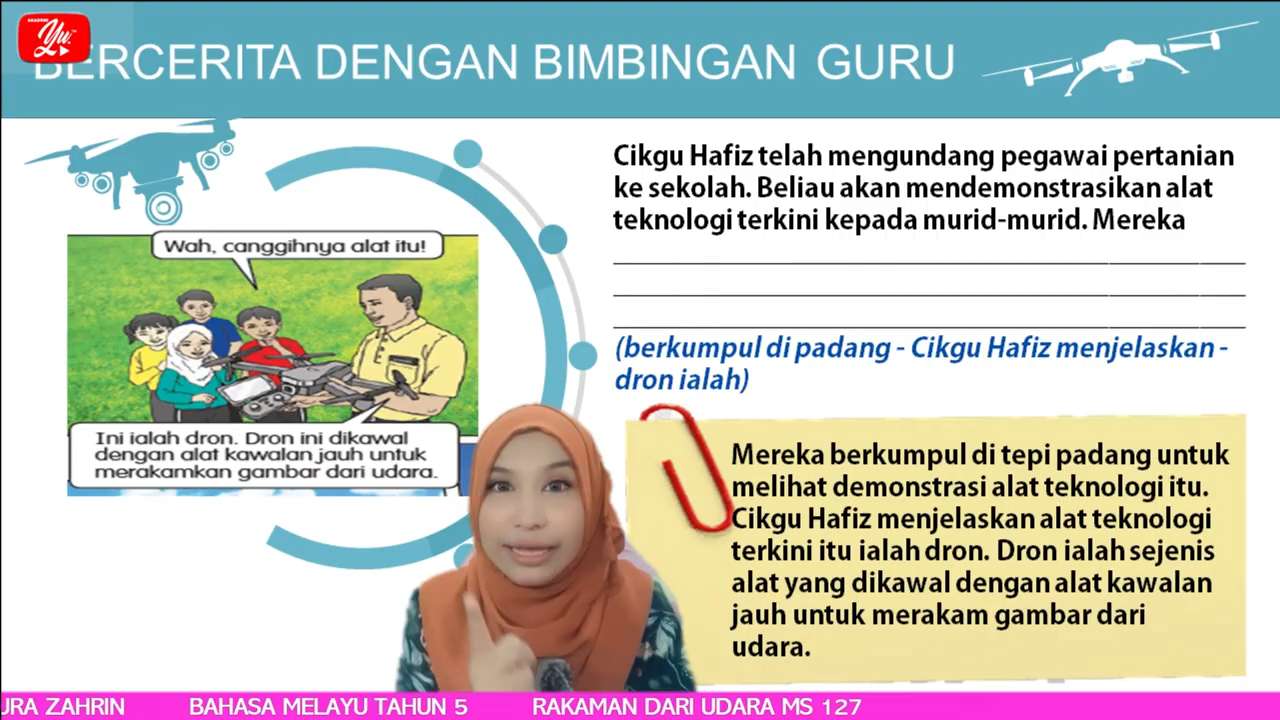 AKADEMI
Yu
BERCERITA DENGAN BIMBINGAN GURU
Wah, canggihnya alat itu!
Ini ialah dron. Dron ini dikawal
dengan alat kawalan jauh untuk
merakamkan gambar dari udara.
Cikgu Hafiz telah mengundang pegawai pertanian
ke sekolah. Beliau akan mendemonstrasikan alat
teknologi terkini kepada murid-murid. Mereka
(berkumpul di padang - Cikgu Hafiz menjelaskan -
dron ialah)
Mereka berkumpul di tepi padang untuk
melihat demonstrasi alat teknologi itu.
Cikgu Hafiz menjelaskan alat teknologi
terkini itu ialah dron. Dron ialah sejenis
alat yang dikawal dengan alat kawalan
jauh untuk merakam gambar dari
udara.
URA ZAHRIN BAHASA MELAYU TAHUN 5 RAKAMAN DARI UDARA MS 127